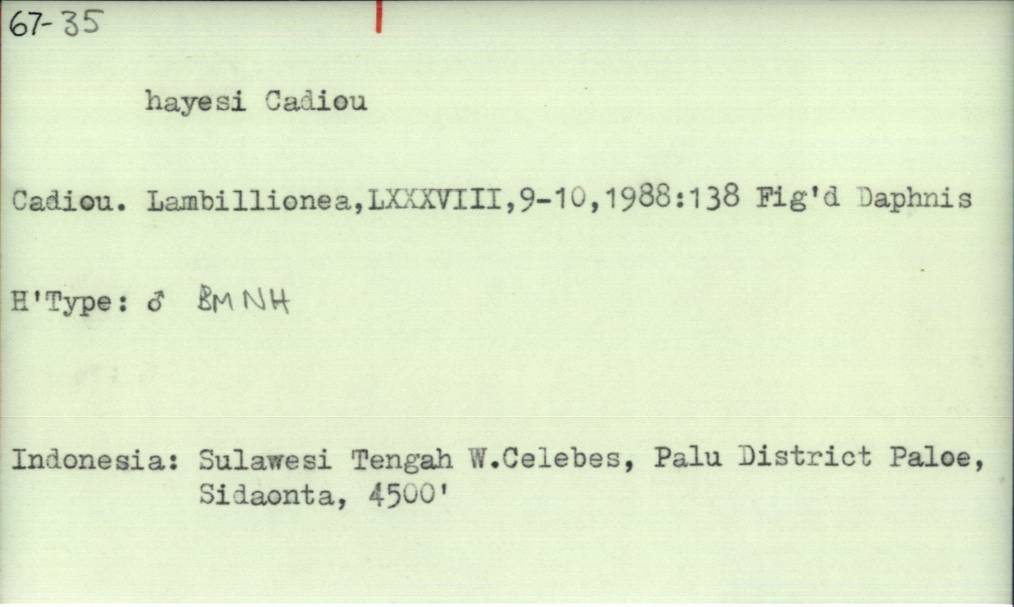 67-35
hayesi Cadiou
Cadiou. Lambillionea,LXXXVIII,9-10,1988:138 Fig'd Daphnis
H'Type: ♂ BMNH
Indonesia: Sulawesi Tengah W.Celebes, Palu District Paloe,
Sidaonta, 4500'